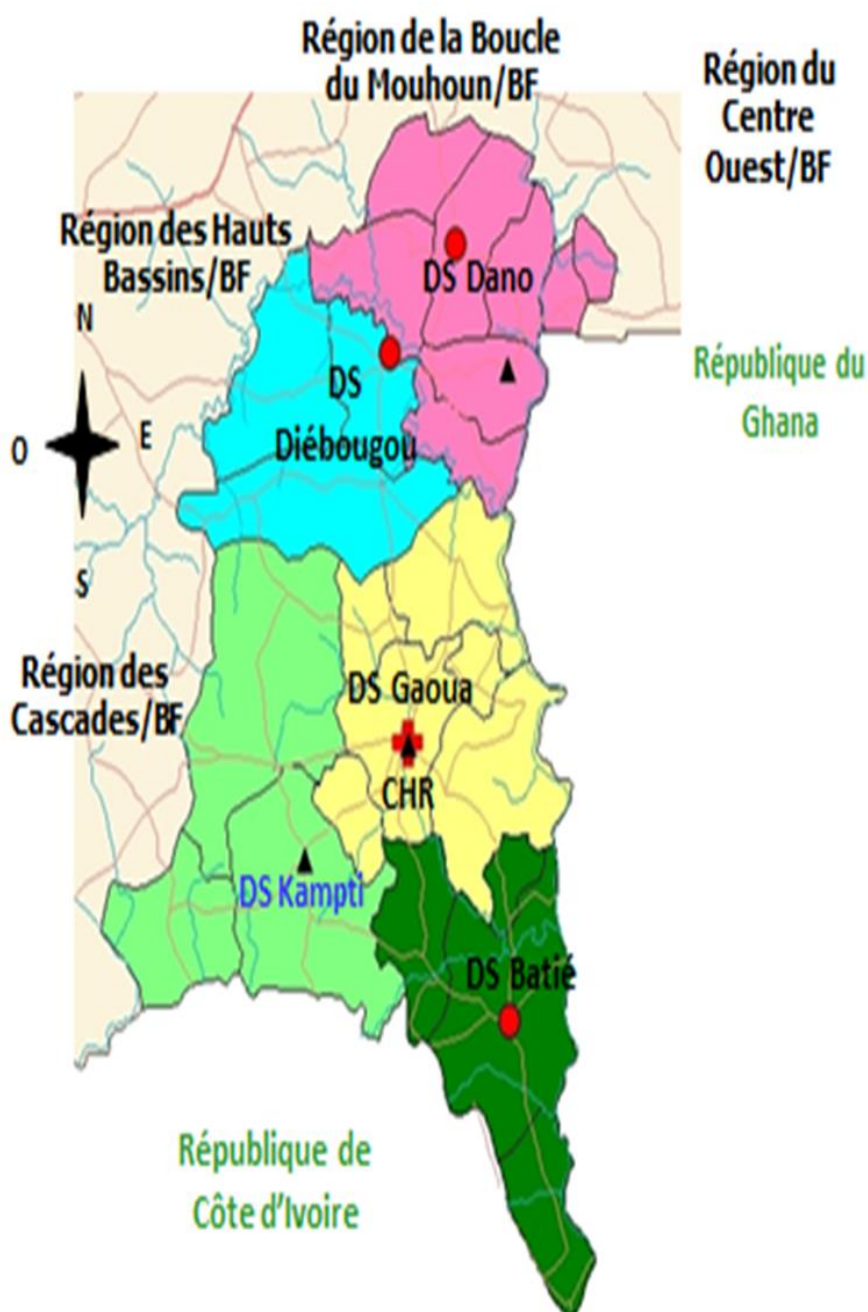 Région de la Boucle
du Mouhoun/BF
Région du
Centre
Ouest/BF
Région des Hauts
Bassins/BF
DS Dano
N
République du
Ghana
DS
Diébougou
O
E
S
Région des
Cascades/BF
DS Gaoua
CHR
DS Kampti
DS Batié
République de
Côte d'Ivoire